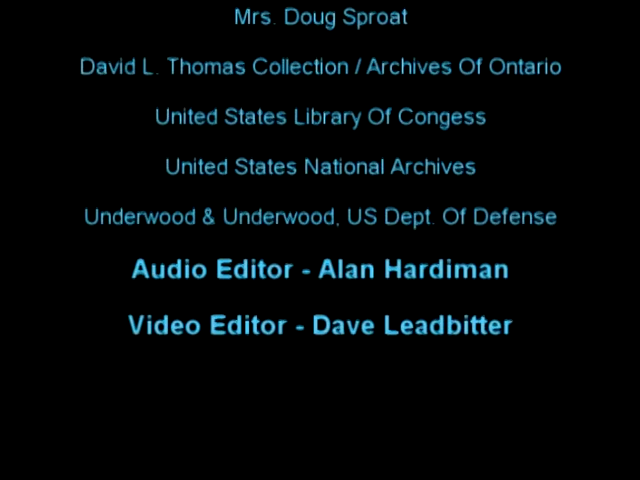 Mrs. Doug Sproat
David L. Thomas Collection / Archives Of Ontario
United States Library Of Congess
United States National Archives
Underwood & Underwood, US Dept. Of Defense
Audio Editor - Alan Hardiman
Video Editor - Dave Leadbitter